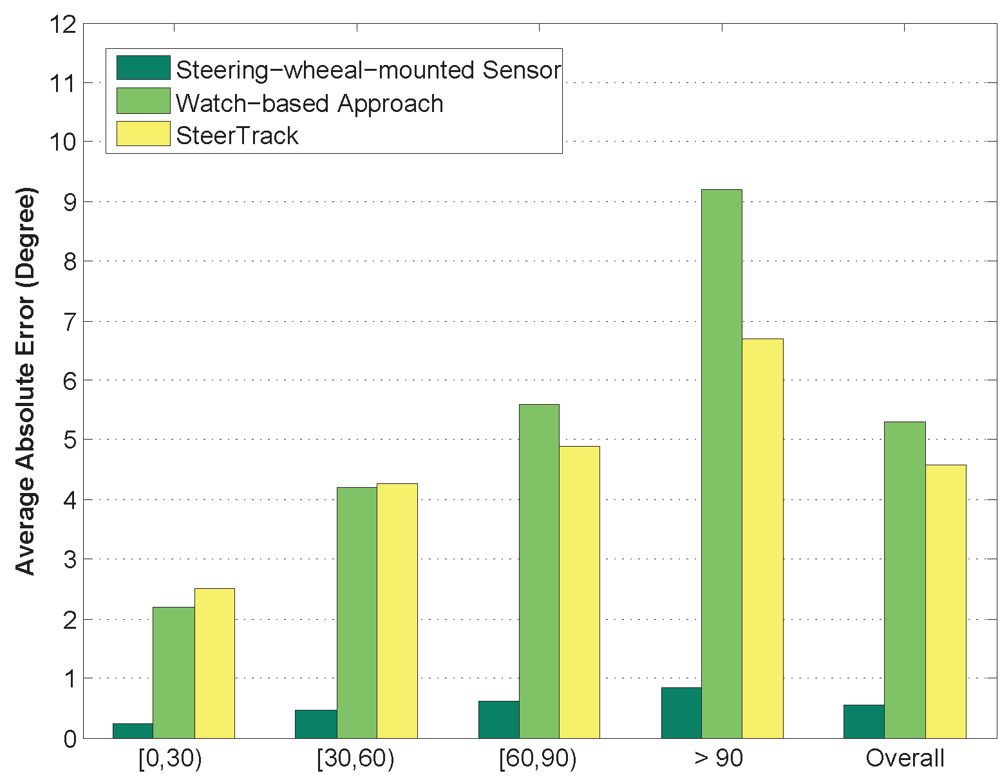 12
11
10
9
8
7
6
5
4
3
2
1
0
Average Absolute Error (Degree)
Steering-wheeal-mounted Sensor
Watch-based Approach
SteerTrack
[0,30) [30,60) [60,90) > 90 Overall